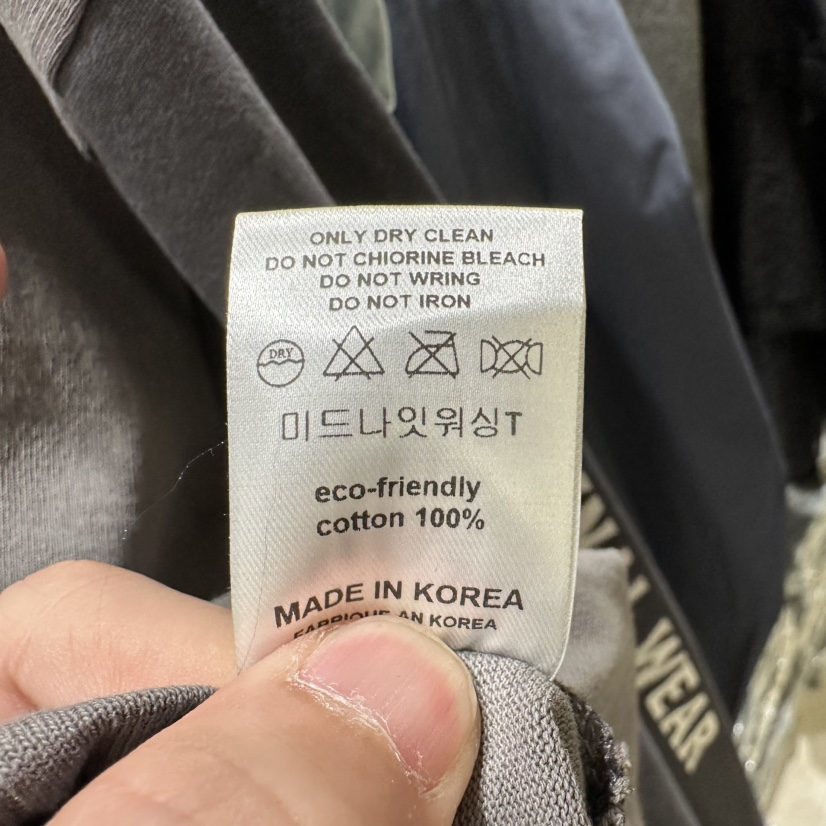 ONLY DRY CLEAN
DO NOT CHIORINE BLEACH
DO NOT WRING
DO NOT IRON
DRY
미드나잇워싱T
eco-friendly
cotton 100%
MADE IN KOREA
FABRIQUE AN KOREA
WEAR